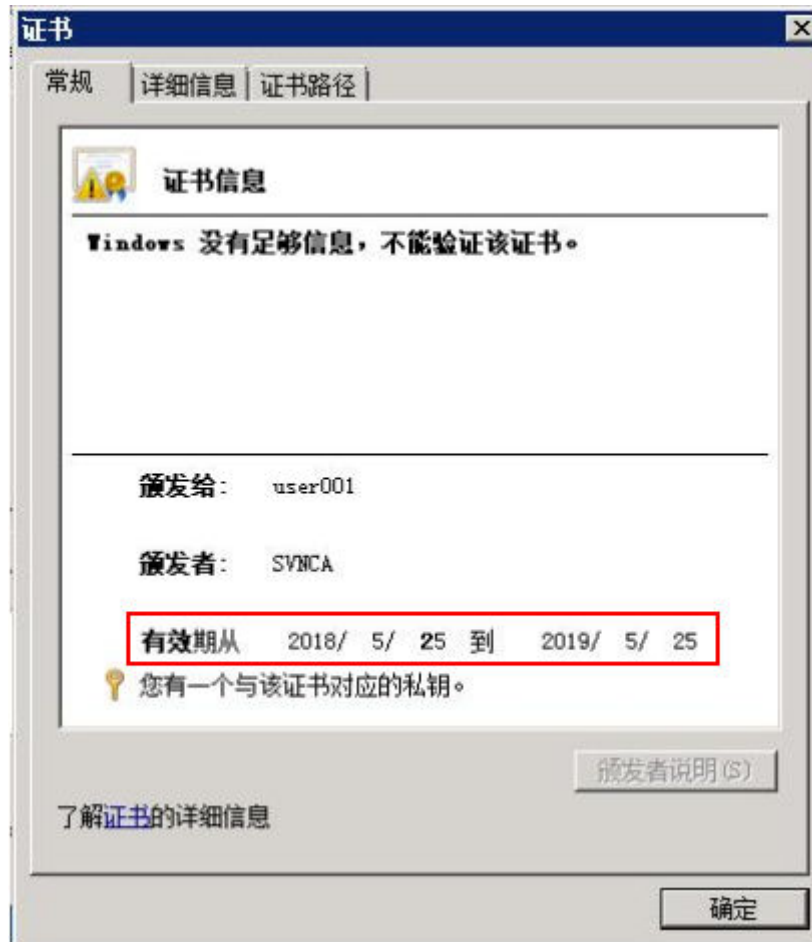 证书
常规 详细信息 证书路径
证书信息
Windows 没有足够信息，不能验证该证书。
颁发给： user001
颁发者： SVNCA
有效期从 2018/ 5/ 25 到 2019/ 5/ 25
您有一个与该证书对应的私钥。
颁发者说明(S)
了解证书的详细信息
确定